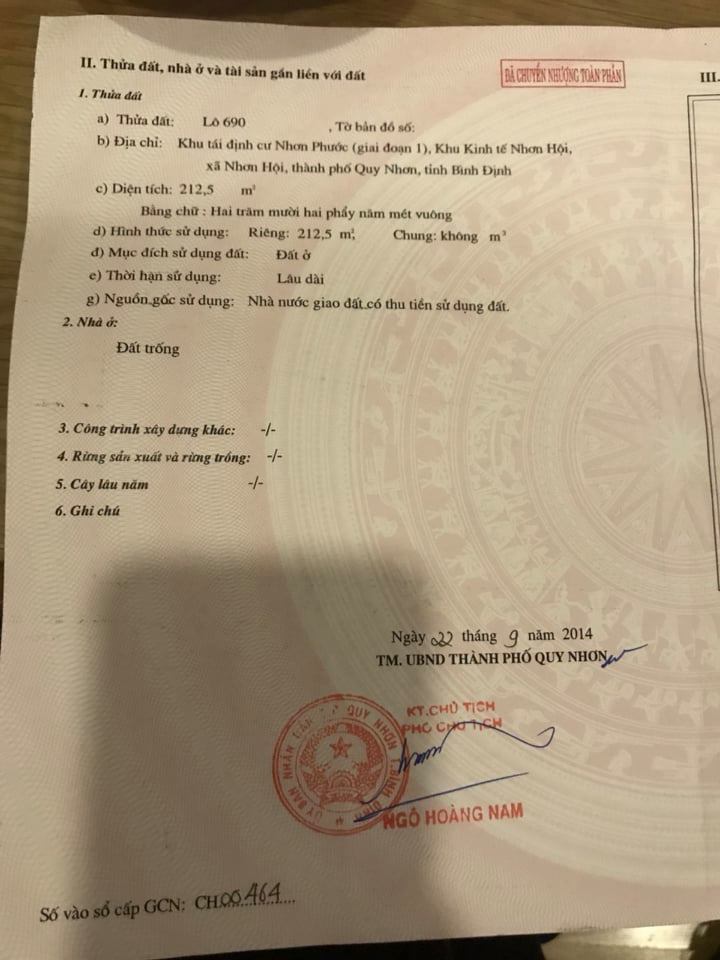 II. Thửa đất, nhà ở và tài sản gắn liền với đất
ĐÃ CHUYỂN NHƯỢNG TOÀN PHẦN
III.
1. Thửa đất
a) Thửa đất: Lô 690 , Tờ bản đồ số:
b) Địa chỉ: Khu tái định cư Nhơn Phước (giai đoạn 1), Khu Kinh tế Nhơn Hội,
xã Nhơn Hội, thành phố Quy Nhơn, tỉnh Bình Định
c) Diện tích: 212,5 m²
Bằng chữ : Hai trăm mười hai phẩy năm mét vuông
d) Hình thức sử dụng: Riêng: 212,5 m², Chung: không m²
đ) Mục đích sử dụng đất: Đất ở
e) Thời hạn sử dụng: Lâu dài
g) Nguồn gốc sử dụng: Nhà nước giao đất có thu tiền sử dụng đất.
2. Nhà ở:
Đất trống
3. Công trình xây dựng khác: -/-
4. Rừng sản xuất và rừng trồng: -/-
5. Cây lâu năm -/-
6. Ghi chú
Ngày 22 tháng 9 năm 2014
TM. UBND THÀNH PHỐ QUY NHƠN
KT.CHỦ TỊCH
PHÓ CHỦ TỊCH
ỦY BAN NHÂN DÂN T.P QUY NHƠN T.BÌNH ĐỊNH
NGÔ HOÀNG NAM
Số vào sổ cấp GCN: CH.00464...